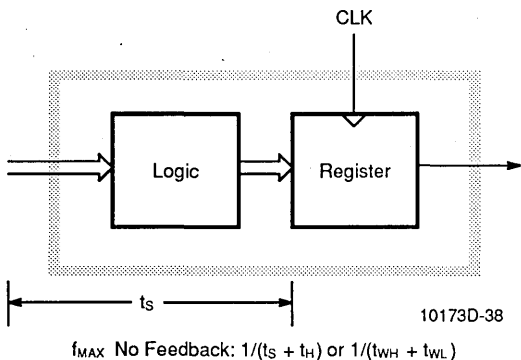 CLK
Logic
Register
tS
10173D-38
fMAX No Feedback: 1/(tS + tH) or 1/(tWH + tWL)